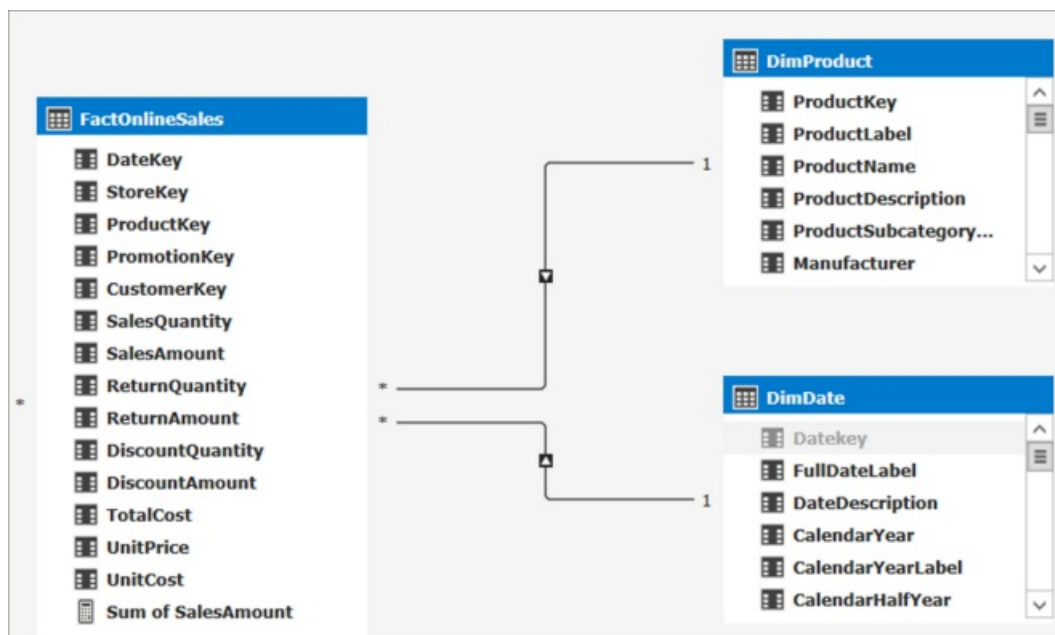 FactOnlineSales
DateKey
StoreKey
ProductKey
PromotionKey
CustomerKey
SalesQuantity
SalesAmount
ReturnQuantity
ReturnAmount
DiscountQuantity
DiscountAmount
TotalCost
UnitPrice
UnitCost
Sum of SalesAmount
*
*
1
*
1
DimProduct
ProductKey
ProductLabel
ProductName
ProductDescription
ProductSubcategory...
Manufacturer
DimDate
Datekey
FullDateLabel
DateDescription
CalendarYear
CalendarYearLabel
CalendarHalfYear